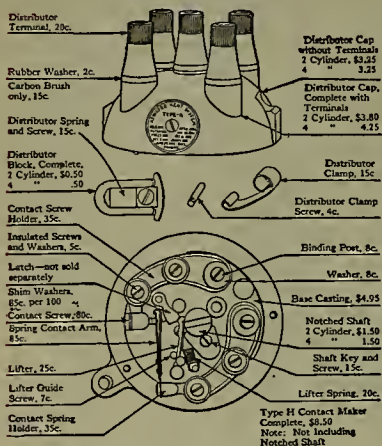 Distributor
Terminal, 20c.
Rubber Washer, 2c.
Carbon Brush
only, 15c.
Distributor Spring
and Screw, 15c.
Distributor
Block, Complete,
2 Cylinder, $0.50
4 " .50
Contact Screw
Holder, 35c.
Insulated Screws
and Washers, 5c.
Latch—not sold
separately
Shim Washers,
85c. per 100
Contact Screw, 80c.
Spring Contact Arm,
85c.
Lifter, 25c.
Lifter Guide
Screw, 7c.
Contact Spring
Holder, 35c.
TYPE-H
Distributor Cap
without Terminals
2 Cylinder, $3.25
4 " 3.25
Distributor Cap,
Complete with
Terminals
2 Cylinder, $3.80
4 " 4.25
Distributor
Clamp, 15c
Distributor Clamp
Screw, 4c.
Binding Post, 8c.
Washer, 8c.
Base Casting, $4.95
Notched Shaft
2 Cylinder, $1.50
4 " 1.50
Shaft Key and
Screw, 15c.
Lifter Spring, 20c.
Type H Contact Maker
Complete, $8.50
Note: Not Including
Notched Shaft